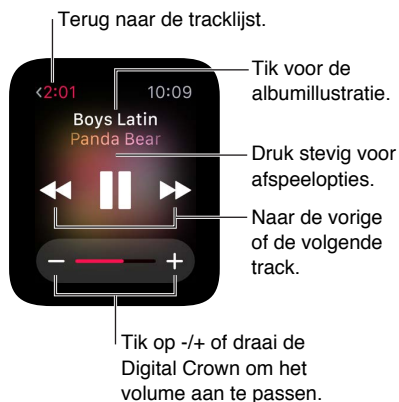 Terug naar de tracklijst.
<2:01
10:09
Boys Latin
Panda Bear
Tik voor de
albumillustratie.
Druk stevig voor
afspeelopties.
Naar de vorige
of de volgende
track.
Tik op -/+ of draai de
Digital Crown om het
volume aan te passen.